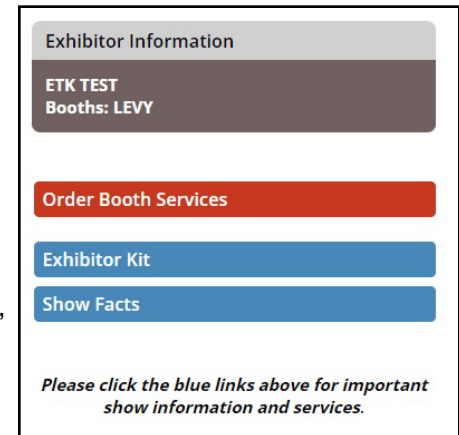 Exhibitor Information
ETK TEST
Booths: LEVY
Order Booth Services
Exhibitor Kit
Show Facts
,
Please click the blue links above for important
show information and services.